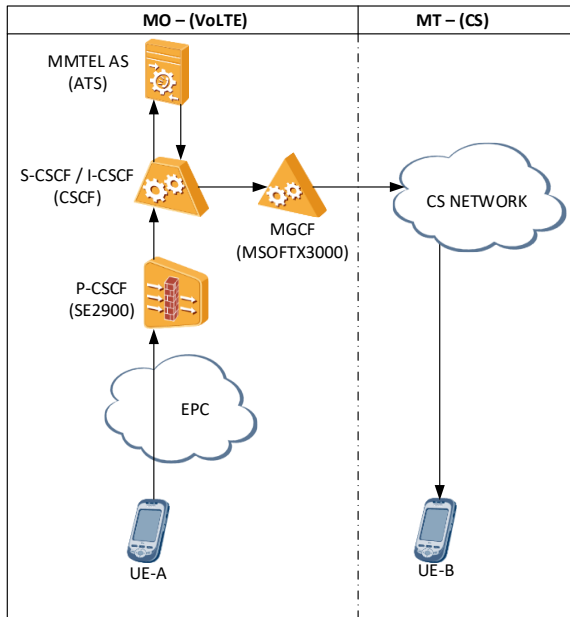 MO – (VoLTE)
MT – (CS)
MMTEL AS
(ATS)
S-CSCF / I-CSCF
(CSCF)
MGCF
(MSOFTX3000)
CS NETWORK
P-CSCF
(SE2900)
EPC
UE-A
UE-B